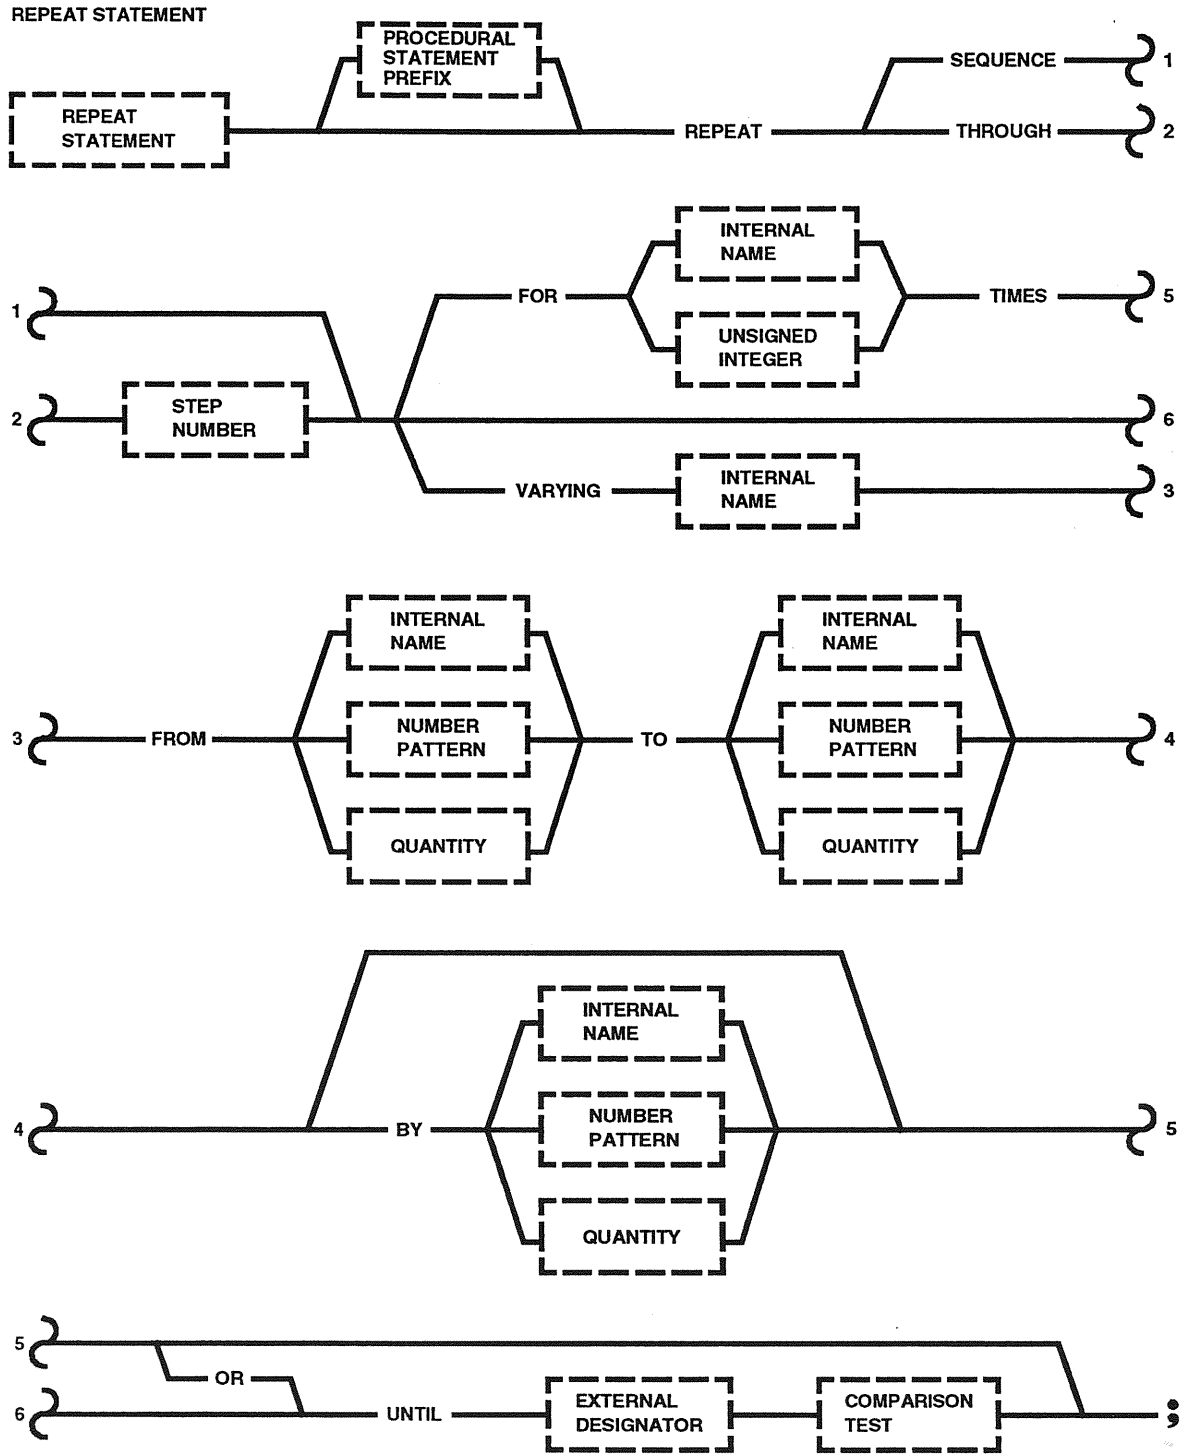 REPEAT STATEMENT
PROCEDURAL
STATEMENT
PREFIX
SEQUENCE 1
REPEAT
STATEMENT
REPEAT
THROUGH 2
INTERNAL
NAME
1
FOR
TIMES 5
UNSIGNED
INTEGER
2
STEP
NUMBER
6
VARYING
INTERNAL
NAME
3
INTERNAL
NAME
INTERNAL
NAME
3
FROM
NUMBER
PATTERN
TO
NUMBER
PATTERN
4
QUANTITY
QUANTITY
INTERNAL
NAME
4
BY
NUMBER
PATTERN
5
QUANTITY
5
OR
6
UNTIL
EXTERNAL
DESIGNATOR
COMPARISON
TEST
;